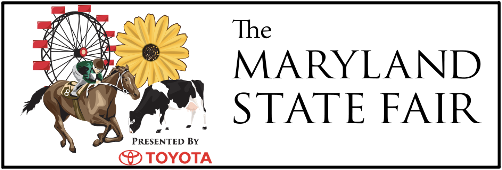 The
MARYLAND
STATE FAIR
PRESENTED BY
TOYOTA